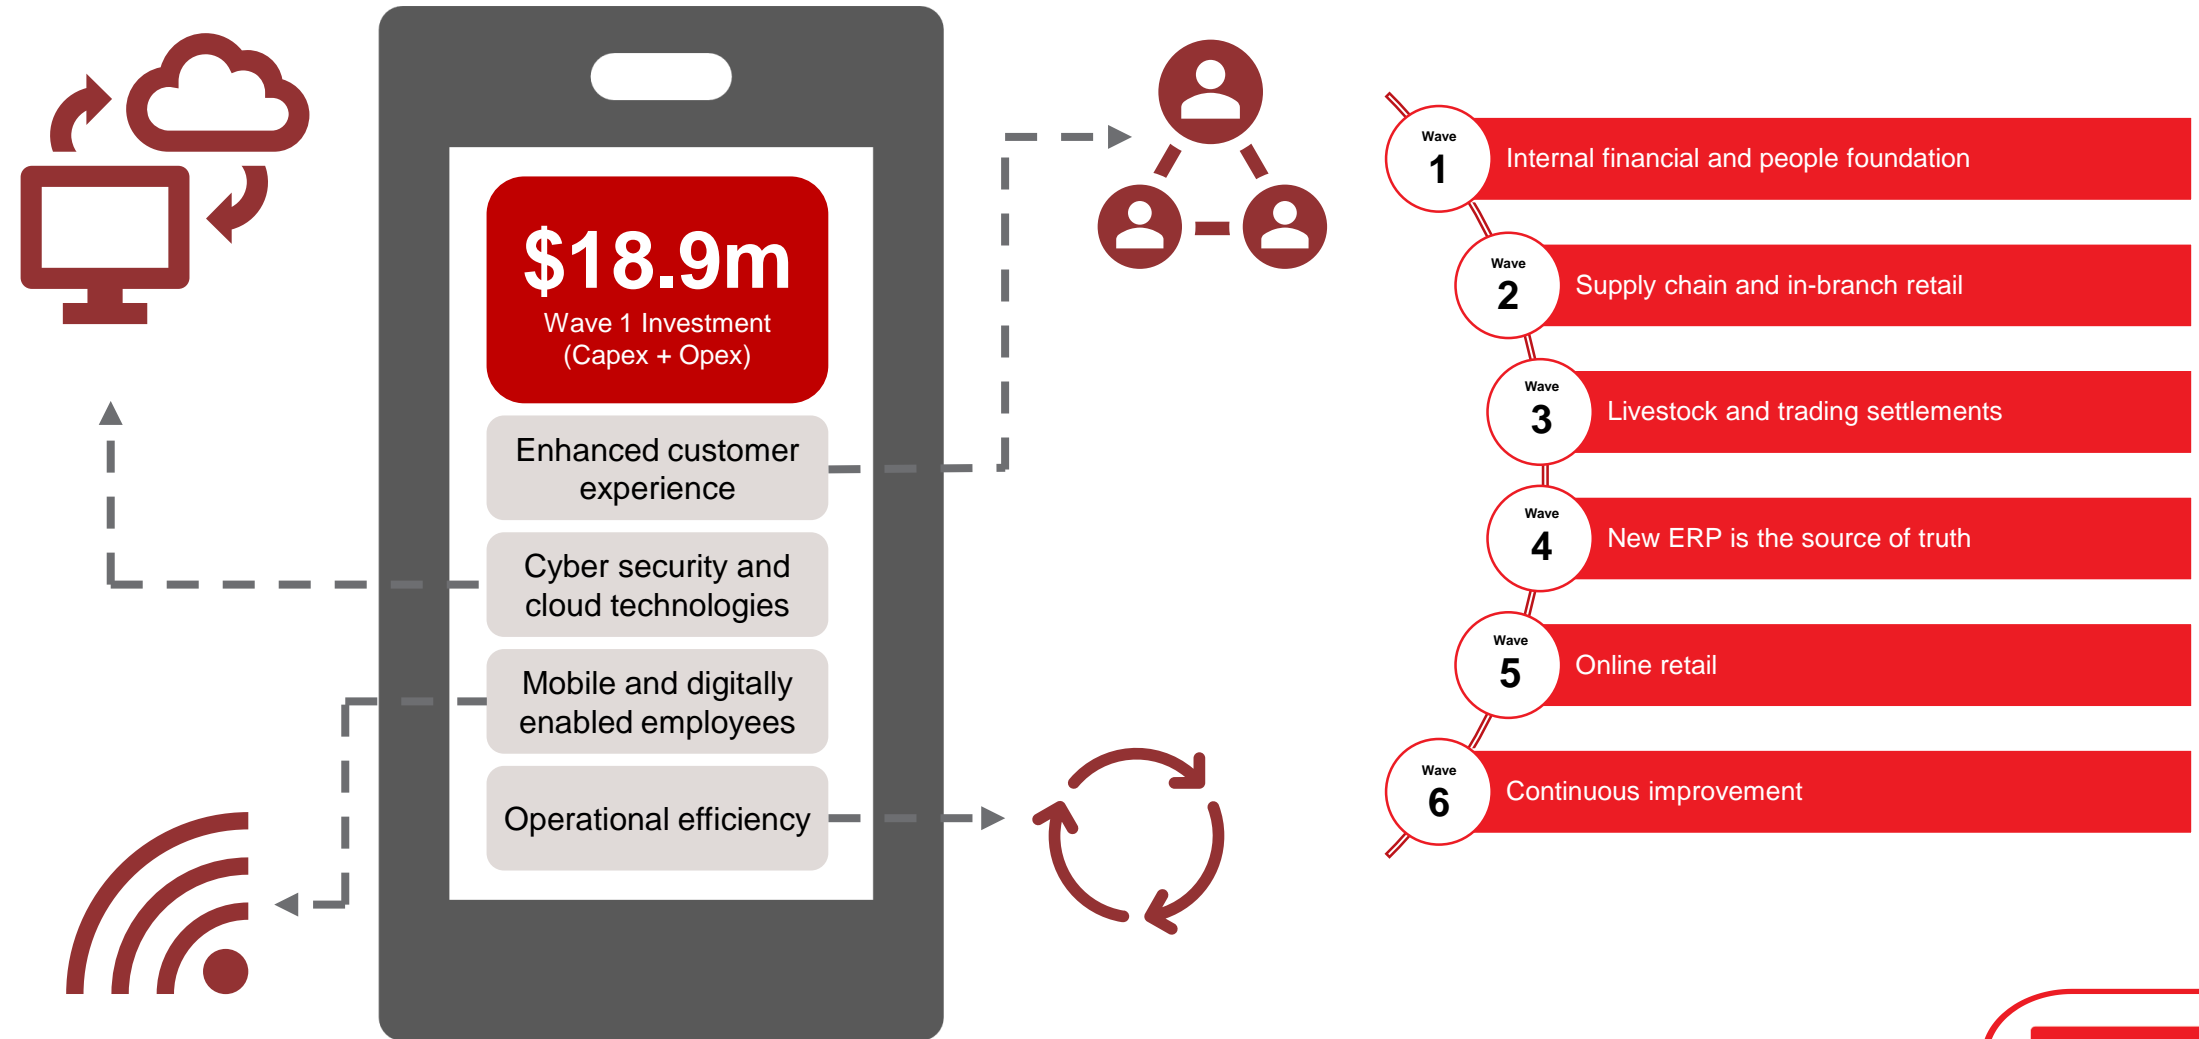 $18.9m
Wave 1 Investment
(Capex + Opex)
Enhanced customer
experience
Cyber security and
cloud technologies
Mobile and digitally
enabled employees
Operational efficiency
Wave
1
Internal financial and people foundation
Wave
2
Supply chain and in-branch retail
Wave
3
Livestock and trading settlements
Wave
4
New ERP is the source of truth
Wave
5
Online retail
Wave
6
Continuous improvement